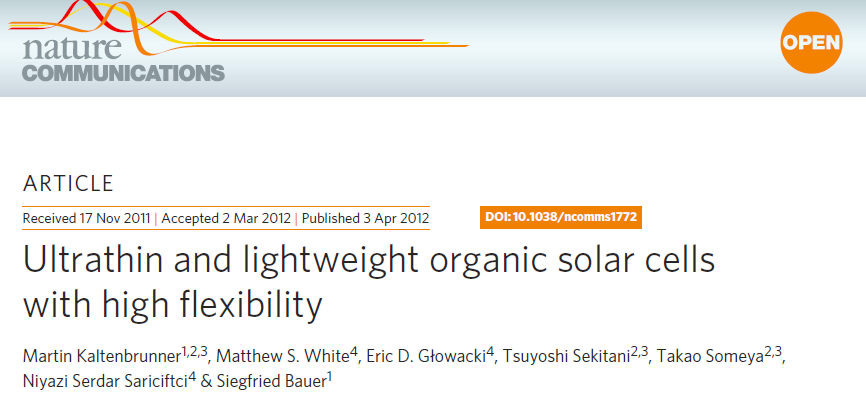 nature
COMMUNICATIONS
OPEN
ARTICLE
Received 17 Nov 2011 | Accepted 2 Mar 2012 | Published 3 Apr 2012
DOI: 10.1038/ncomms1772
Ultrathin and lightweight organic solar cells
with high flexibility
Martin Kaltenbrunner1,2,3, Matthew S. White4, Eric D. Głowacki4, Tsuyoshi Sekitani2,3, Takao Someya2,3,
Niyazi Serdar Sariciftci4 & Siegfried Bauer1